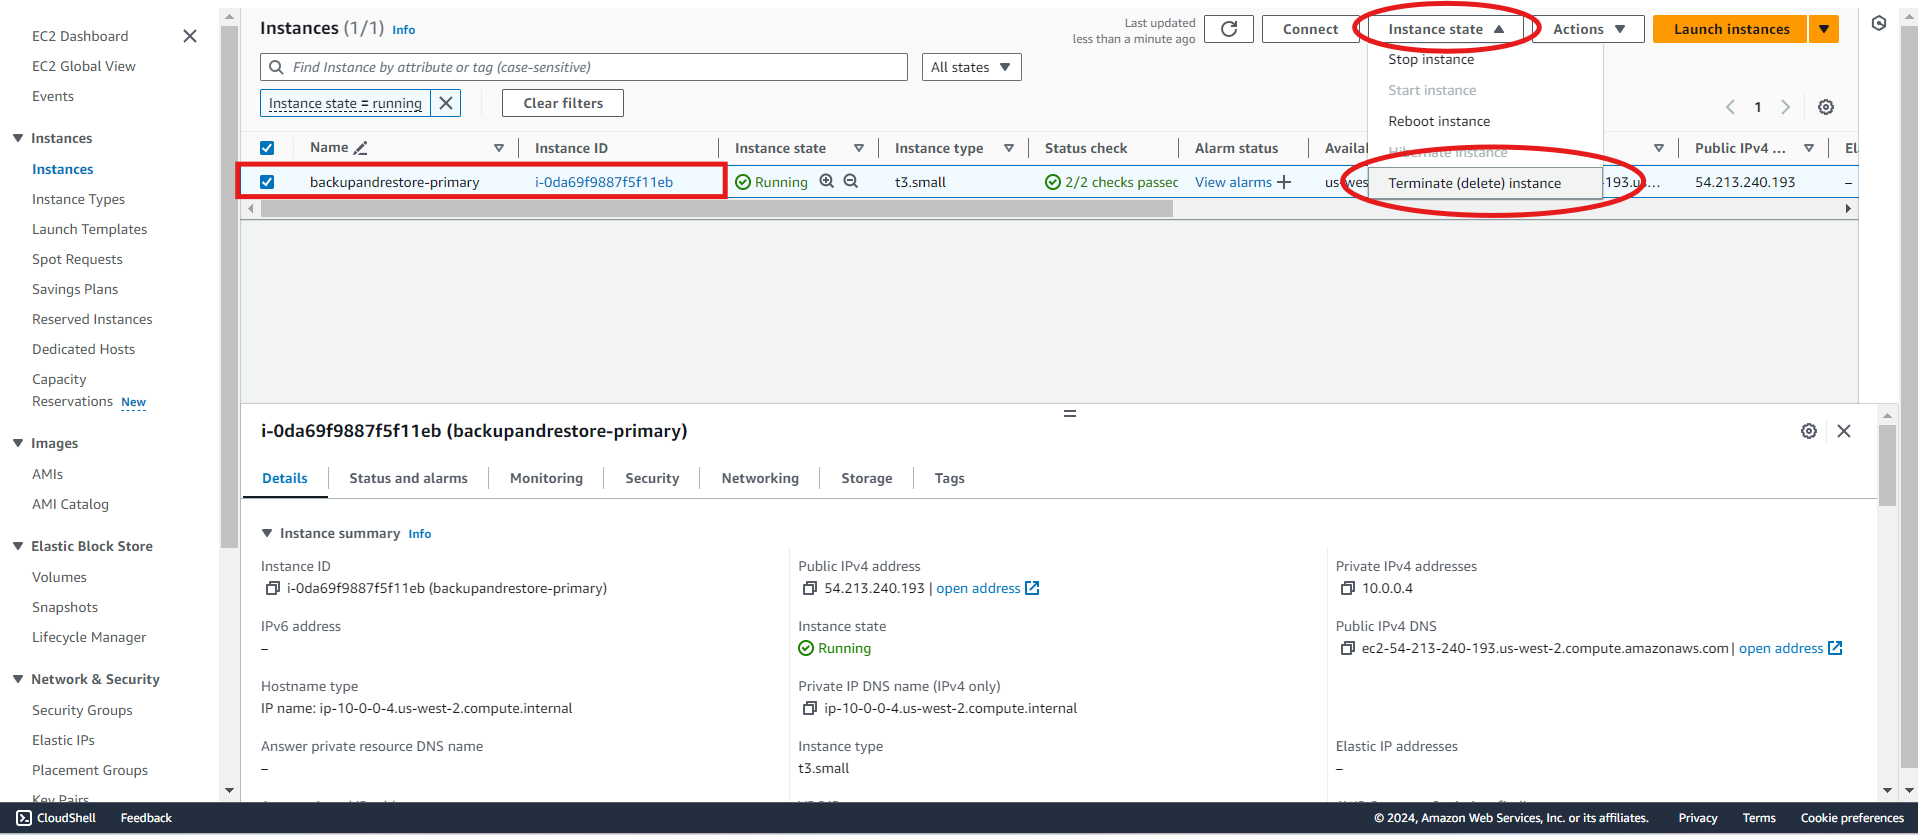 EC2 Dashboard
EC2 Global View
Events
Instances
Instances
Instance Types
Launch Templates
Spot Requests
Savings Plans
Reserved Instances
Dedicated Hosts
Capacity
Reservations New
Images
AMIs
AMI Catalog
Elastic Block Store
Volumes
Snapshots
Lifecycle Manager
Network & Security
Security Groups
Elastic IPs
Placement Groups
Key Pairs
Instances (1/1) Info
Last updated
less than a minute ago
Connect
Instance state
Actions
Launch instances
Find Instance by attribute or tag (case-sensitive)
All states
Stop instance
Start instance
Reboot instance
Hibernate instance
Terminate (delete) instance
Instance state = running
Clear filters
1
Name Instance ID Instance state Instance type Status check Alarm status Availal Public IPv4 ... El
backupandrestore-primary i-0da69f9887f5f11eb Running t3.small 2/2 checks passec View alarms us-wes -193.us... 54.213.240.193 –
i-0da69f9887f5f11eb (backupandrestore-primary)
Details Status and alarms Monitoring Security Networking Storage Tags
Instance summary Info
Instance ID
i-0da69f9887f5f11eb (backupandrestore-primary)
Public IPv4 address
54.213.240.193 | open address
Private IPv4 addresses
10.0.0.4
IPv6 address
–
Instance state
Running
Public IPv4 DNS
ec2-54-213-240-193.us-west-2.compute.amazonaws.com | open address
Hostname type
IP name: ip-10-0-0-4.us-west-2.compute.internal
Private IP DNS name (IPv4 only)
ip-10-0-0-4.us-west-2.compute.internal
Answer private resource DNS name
–
Instance type
t3.small
Elastic IP addresses
–
CloudShell Feedback © 2024, Amazon Web Services, Inc. or its affiliates. Privacy Terms Cookie preferences